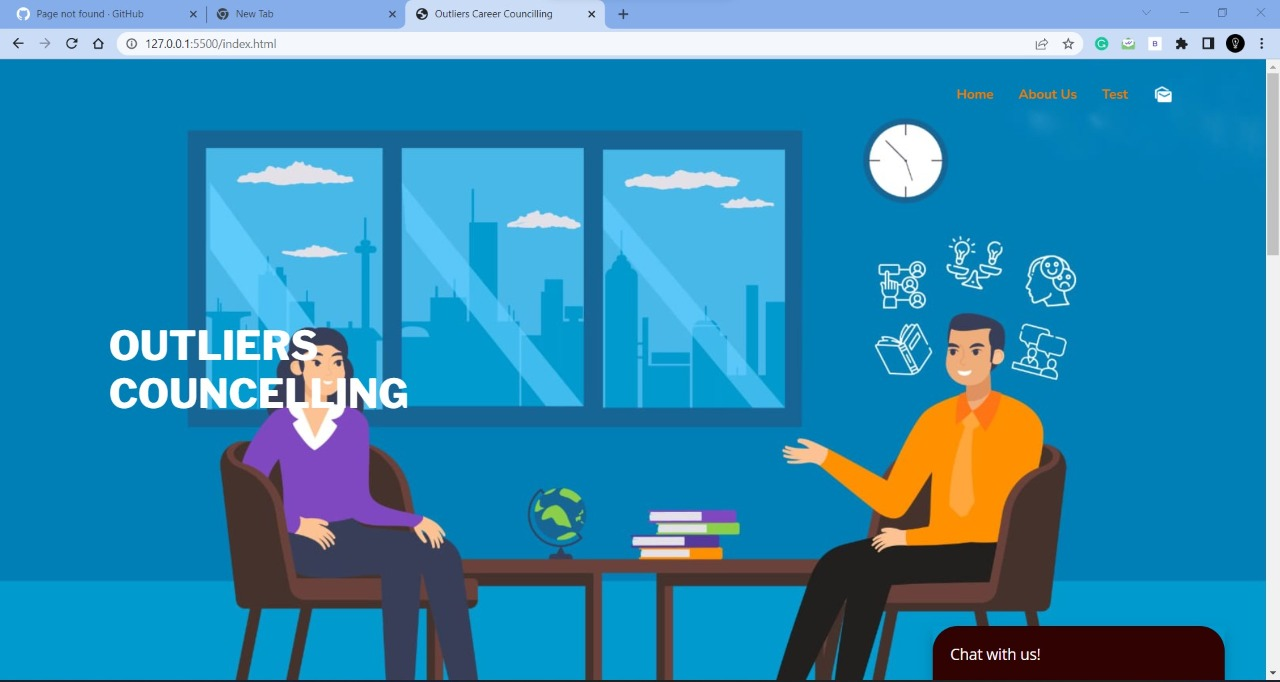 Page not found · GitHub
New Tab
Outliers Career Councilling
127.0.0.1:5500/index.html
Home
About Us
Test
OUTLIERS
COUNCELLING
Chat with us!